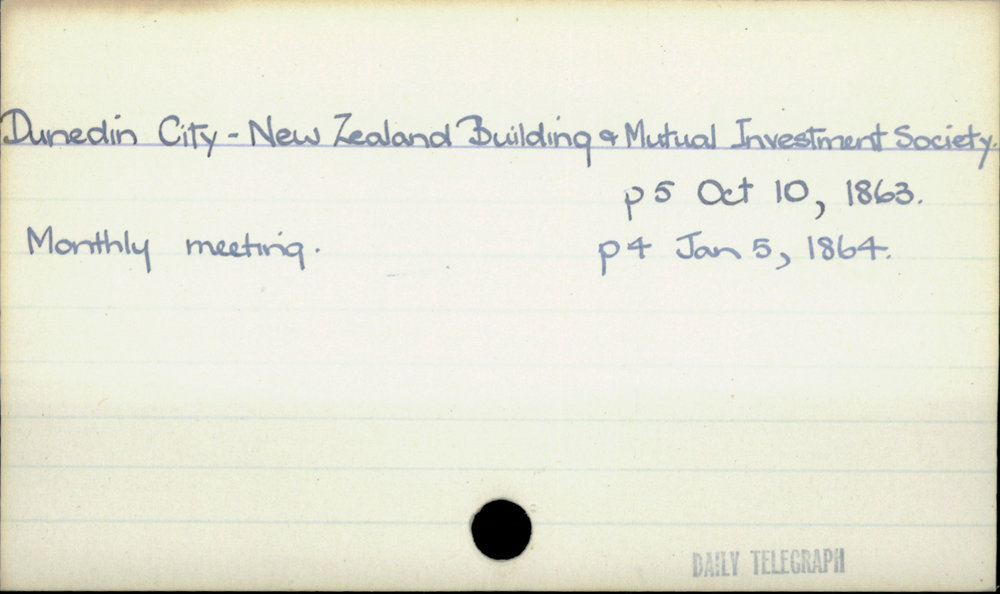 Dunedin City - New Zealand Building & Mutual Investment Society.
p5 Oct 10, 1863.
Monthly meeting. p4 Jan 5, 1864.
DAILY TELEGRAPH